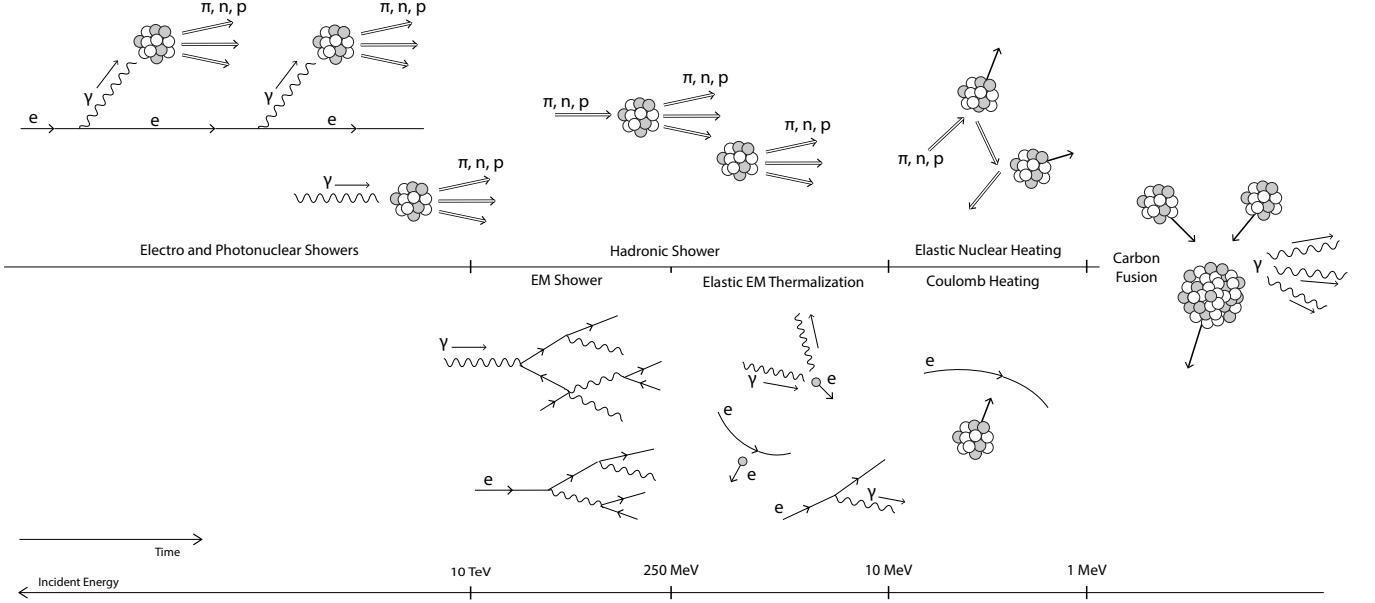 π, n, p
π, n, p
γ
γ
e
e
e
π, n, p
γ
π, n, p
π, n, p
π, n, p
π, n, p
Electro and Photonuclear Showers
Hadronic Shower
Elastic Nuclear Heating
Carbon
Fusion
γ
EM Shower
Elastic EM Thermalization
Coulomb Heating
γ
γ
e
e
e
e
e
γ
e
Time
Incident Energy
10 TeV
250 MeV
10 MeV
1 MeV